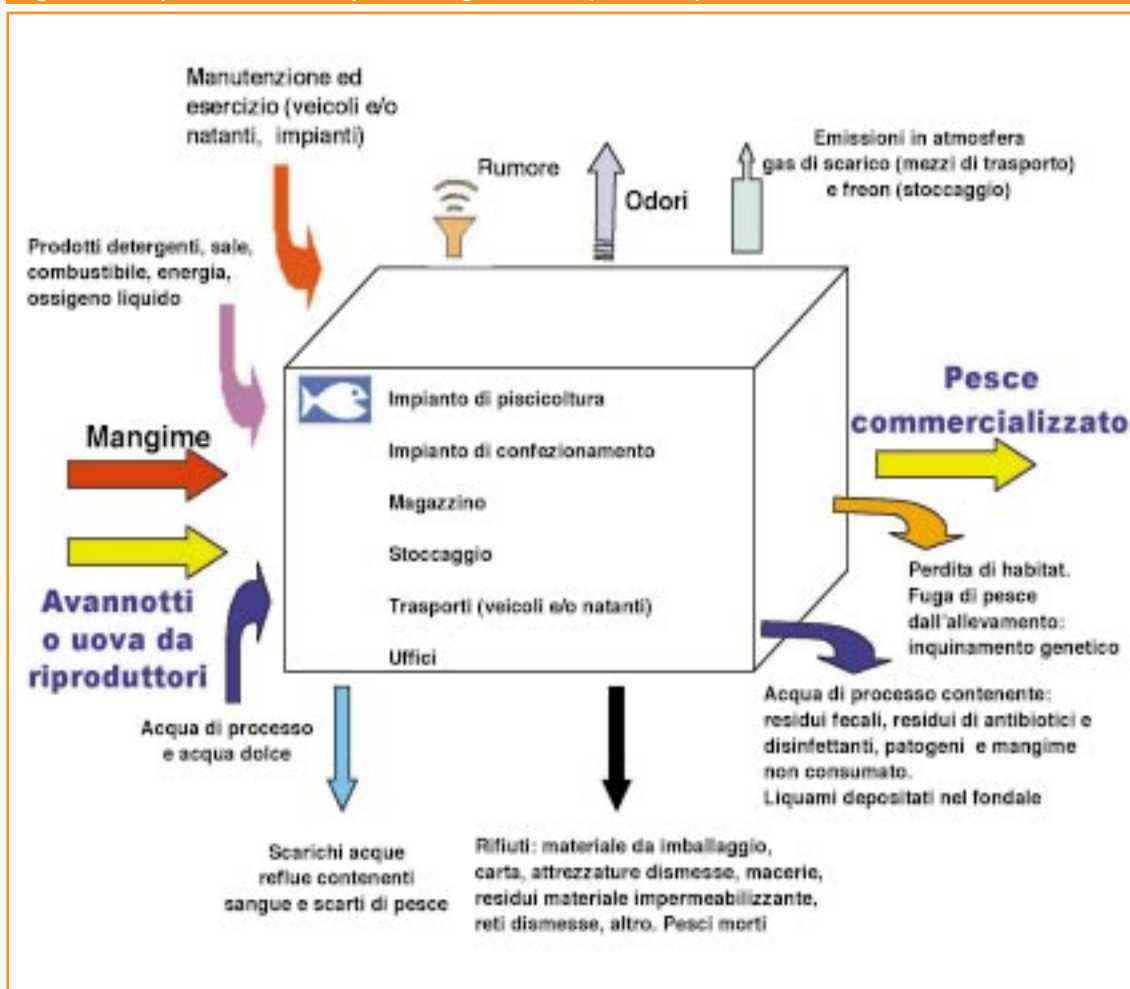 Manutenzione ed
esercizio (veicoli e/o
natanti, impianti)
Rumore
Odori
Emissioni in atmosfera
gas di scarico (mezzi di trasporto)
e freon (stoccaggio)
Prodotti detergenti, sale,
combustibile, energia,
ossigeno liquido
Mangime
Avannotti
o uova da
riproduttori
Acqua di processo
e acqua dolce
Impianto di piscicoltura
Impianto di confezionamento
Magazzino
Stoccaggio
Trasporti (veicoli e/o natanti)
Uffici
Pesce
commercializzato
Perdita di habitat.
Fuga di pesce
dall'allevamento:
inquinamento genetico
Acqua di processo contenente:
residui fecali, residui di antibiotici e
disinfettanti, patogeni e mangime
non consumato.
Liquami depositati nel fondale
Scarichi acque
reflue contenenti
sangue e scarti di pesce
Rifiuti: materiale da imballaggio,
carta, attrezzature dismesse, macerie,
residui materiale impermeabilizzante,
reti dismesse, altro. Pesci morti